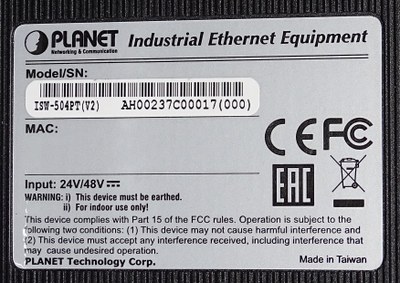 PLANET
Networking & Communication
Industrial Ethernet Equipment
Model/SN:
ISW-504PT(V2) AH00237C00017(000)
MAC:
CE FC
EAC
Input: 24V/48V⎓
WARNING: i) This device must be earthed.
ii) For indoor use only!
This device complies with Part 15 of the FCC rules. Operation is subject to the
following two conditions: (1) This device may not cause harmful interference and
(2) This device must accept any interference received, including interference that
may cause undesired operation.
PLANET Technology Corp.
Made in Taiwan